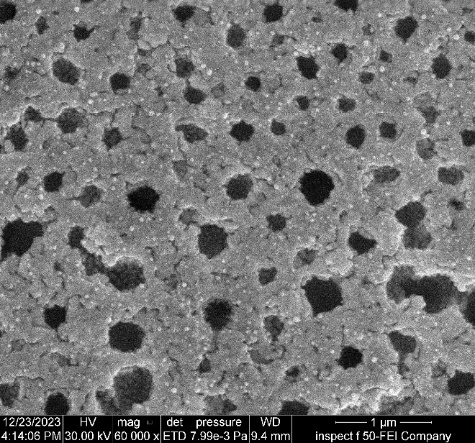 12/23/2023 HV mag det pressure WD 1 µm
4:14:06 PM 30.00 kV 60 000 x ETD 7.99e-3 Pa 9.4 mm inspect f 50-FEI Company